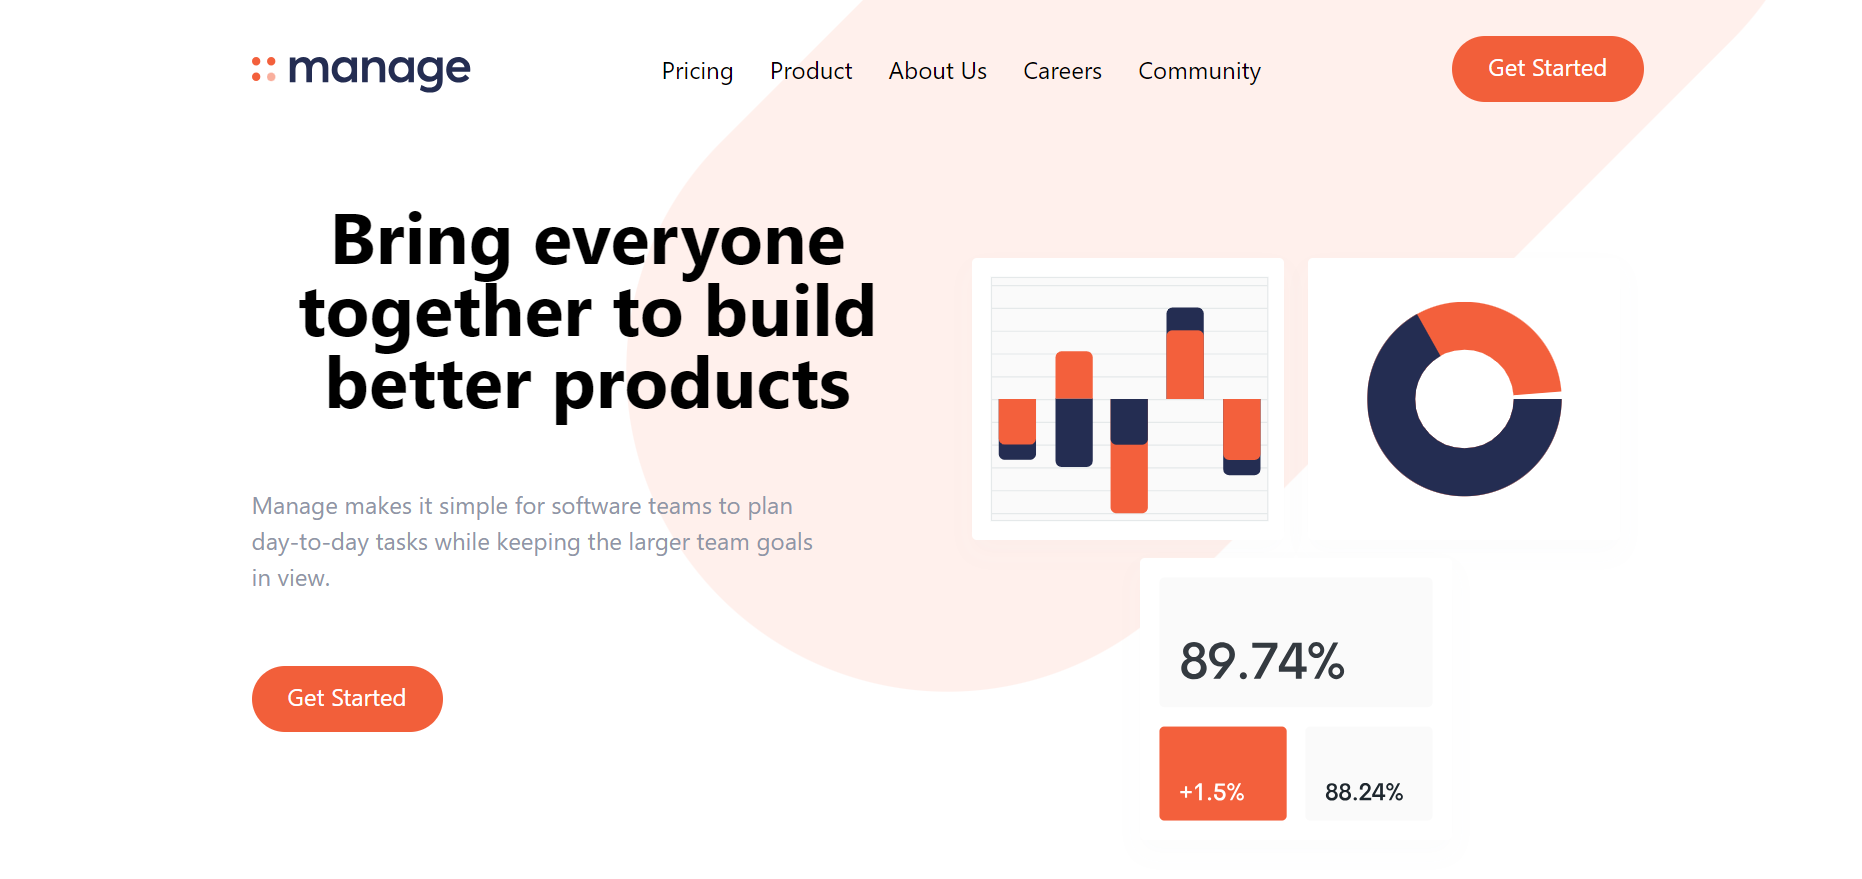 manage
Pricing Product About Us Careers Community
Get Started
Bring everyone
together to build
better products
Manage makes it simple for software teams to plan
day-to-day tasks while keeping the larger team goals
in view.
Get Started
89.74%
+1.5%
88.24%